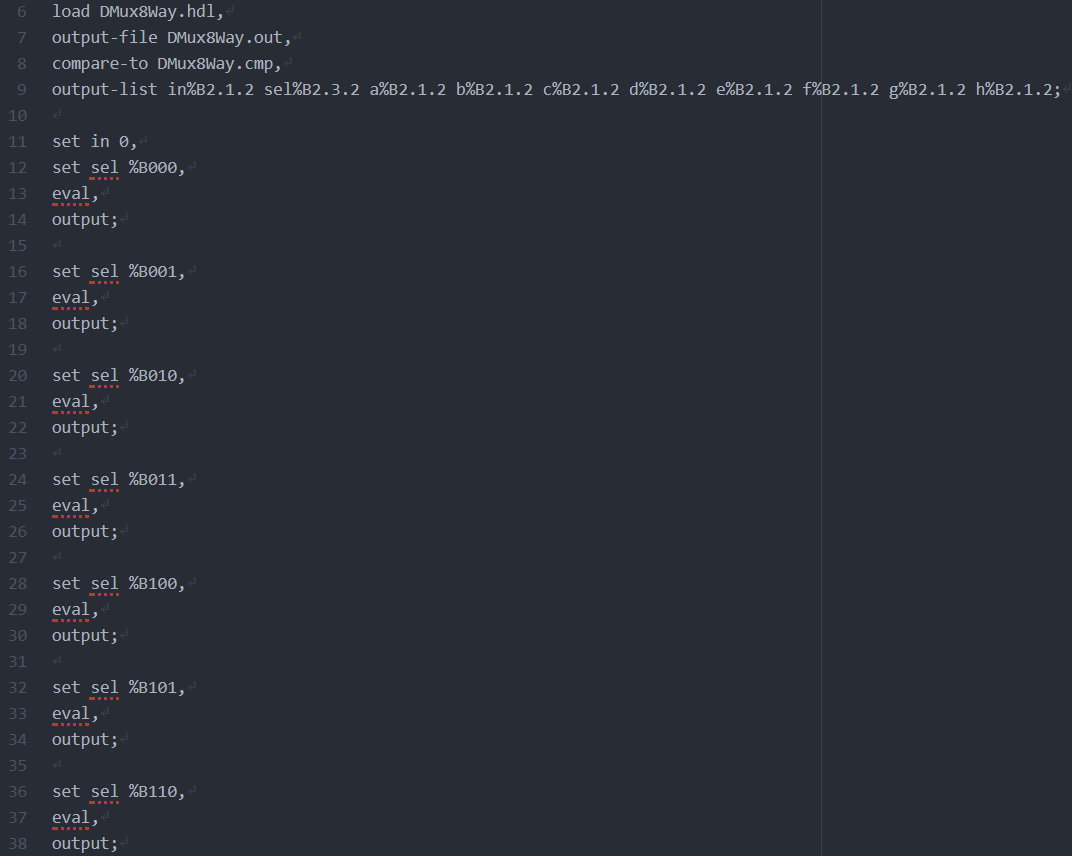 6 load DMux8Way.hdl,
7 output-file DMux8Way.out,
8 compare-to DMux8Way.cmp,
9 output-list in%B2.1.2 sel%B2.3.2 a%B2.1.2 b%B2.1.2 c%B2.1.2 d%B2.1.2 e%B2.1.2 f%B2.1.2 g%B2.1.2 h%B2.1.2;
10
11 set in 0,
12 set sel %B000,
13 eval,
14 output;
15
16 set sel %B001,
17 eval,
18 output;
19
20 set sel %B010,
21 eval,
22 output;
23
24 set sel %B011,
25 eval,
26 output;
27
28 set sel %B100,
29 eval,
30 output;
31
32 set sel %B101,
33 eval,
34 output;
35
36 set sel %B110,
37 eval,
38 output;